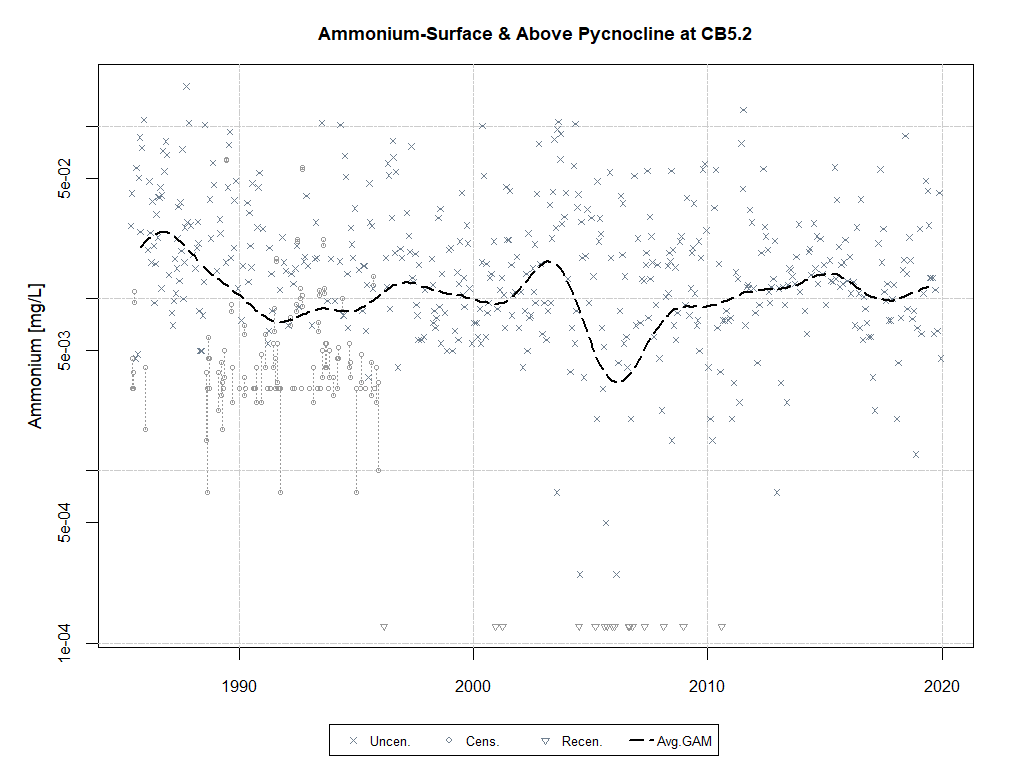 Ammonium-Surface & Above Pycnocline at CB5.2
Ammonium [mg/L]
5e-02
5e-03
5e-04
1e-04
1990
2000
2010
2020
Uncen.
Cens.
Recen.
Avg.GAM